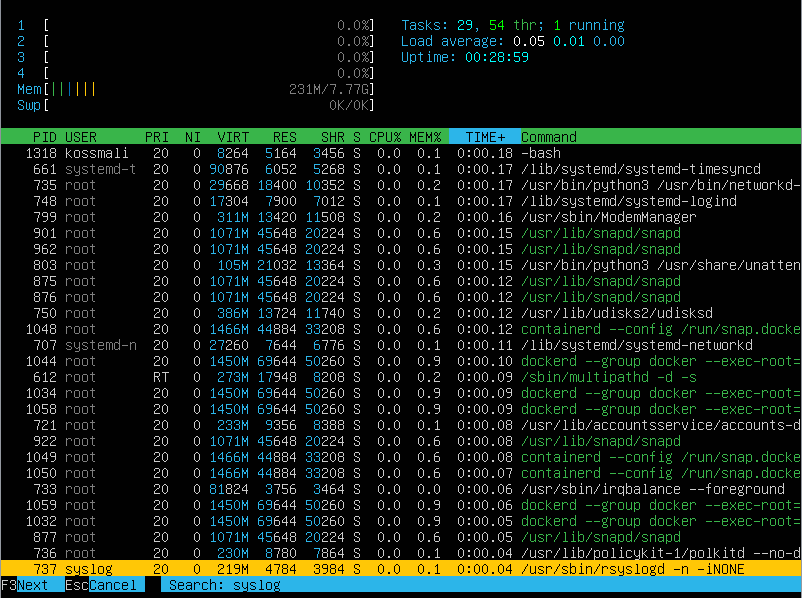 1 [ 0.0%] Tasks: 29, 54 thr; 1 running
2 [ 0.0%] Load average: 0.05 0.01 0.00
3 [ 0.0%] Uptime: 00:28:59
4 [ 0.0%]
Mem[|||||| 231M/7.77G]
Swp[ 0K/0K]
PID USER PRI NI VIRT RES SHR S CPU% MEM% TIME+ Command
1318 kossmali 20 0 8264 5164 3456 S 0.0 0.1 0:00.18 -bash
661 systemd-t 20 0 90876 6052 5268 S 0.0 0.1 0:00.17 /lib/systemd/systemd-timesyncd
735 root 20 0 29668 18400 10352 S 0.0 0.2 0:00.17 /usr/bin/python3 /usr/bin/networkd-
748 root 20 0 17304 7900 7012 S 0.0 0.1 0:00.17 /lib/systemd/systemd-logind
799 root 20 0 311M 13420 11508 S 0.0 0.2 0:00.16 /usr/sbin/ModemManager
901 root 20 0 1071M 45648 20224 S 0.0 0.6 0:00.15 /usr/lib/snapd/snapd
962 root 20 0 1071M 45648 20224 S 0.0 0.6 0:00.15 /usr/lib/snapd/snapd
803 root 20 0 105M 21032 13364 S 0.0 0.3 0:00.15 /usr/bin/python3 /usr/share/unatten
875 root 20 0 1071M 45648 20224 S 0.0 0.6 0:00.12 /usr/lib/snapd/snapd
876 root 20 0 1071M 45648 20224 S 0.0 0.6 0:00.12 /usr/lib/snapd/snapd
750 root 20 0 386M 13724 11740 S 0.0 0.2 0:00.12 /usr/lib/udisks2/udisksd
1048 root 20 0 1466M 44884 33208 S 0.0 0.6 0:00.12 containerd --config /run/snap.docke
707 systemd-n 20 0 27260 7644 6776 S 0.0 0.1 0:00.11 /lib/systemd/systemd-networkd
1044 root 20 0 1450M 69644 50260 S 0.0 0.9 0:00.10 dockerd --group docker --exec-root=
612 root RT 0 273M 17948 8208 S 0.0 0.2 0:00.09 /sbin/multipathd -d -s
1034 root 20 0 1450M 69644 50260 S 0.0 0.9 0:00.09 dockerd --group docker --exec-root=
1058 root 20 0 1450M 69644 50260 S 0.0 0.9 0:00.09 dockerd --group docker --exec-root=
721 root 20 0 233M 9356 8388 S 0.0 0.1 0:00.08 /usr/lib/accountsservice/accounts-d
922 root 20 0 1071M 45648 20224 S 0.0 0.6 0:00.08 /usr/lib/snapd/snapd
1049 root 20 0 1466M 44884 33208 S 0.0 0.6 0:00.08 containerd --config /run/snap.docke
1050 root 20 0 1466M 44884 33208 S 0.0 0.6 0:00.07 containerd --config /run/snap.docke
733 root 20 0 81824 3756 3464 S 0.0 0.0 0:00.06 /usr/sbin/irqbalance --foreground
1059 root 20 0 1450M 69644 50260 S 0.0 0.9 0:00.06 dockerd --group docker --exec-root=
1032 root 20 0 1450M 69644 50260 S 0.0 0.9 0:00.05 dockerd --group docker --exec-root=
877 root 20 0 1071M 45648 20224 S 0.0 0.6 0:00.05 /usr/lib/snapd/snapd
736 root 20 0 230M 8780 7864 S 0.0 0.1 0:00.04 /usr/lib/policykit-1/polkitd --no-d
737 syslog 20 0 219M 4784 3984 S 0.0 0.1 0:00.04 /usr/sbin/rsyslogd -n -iNONE
F3Next EscCancel Search: syslog